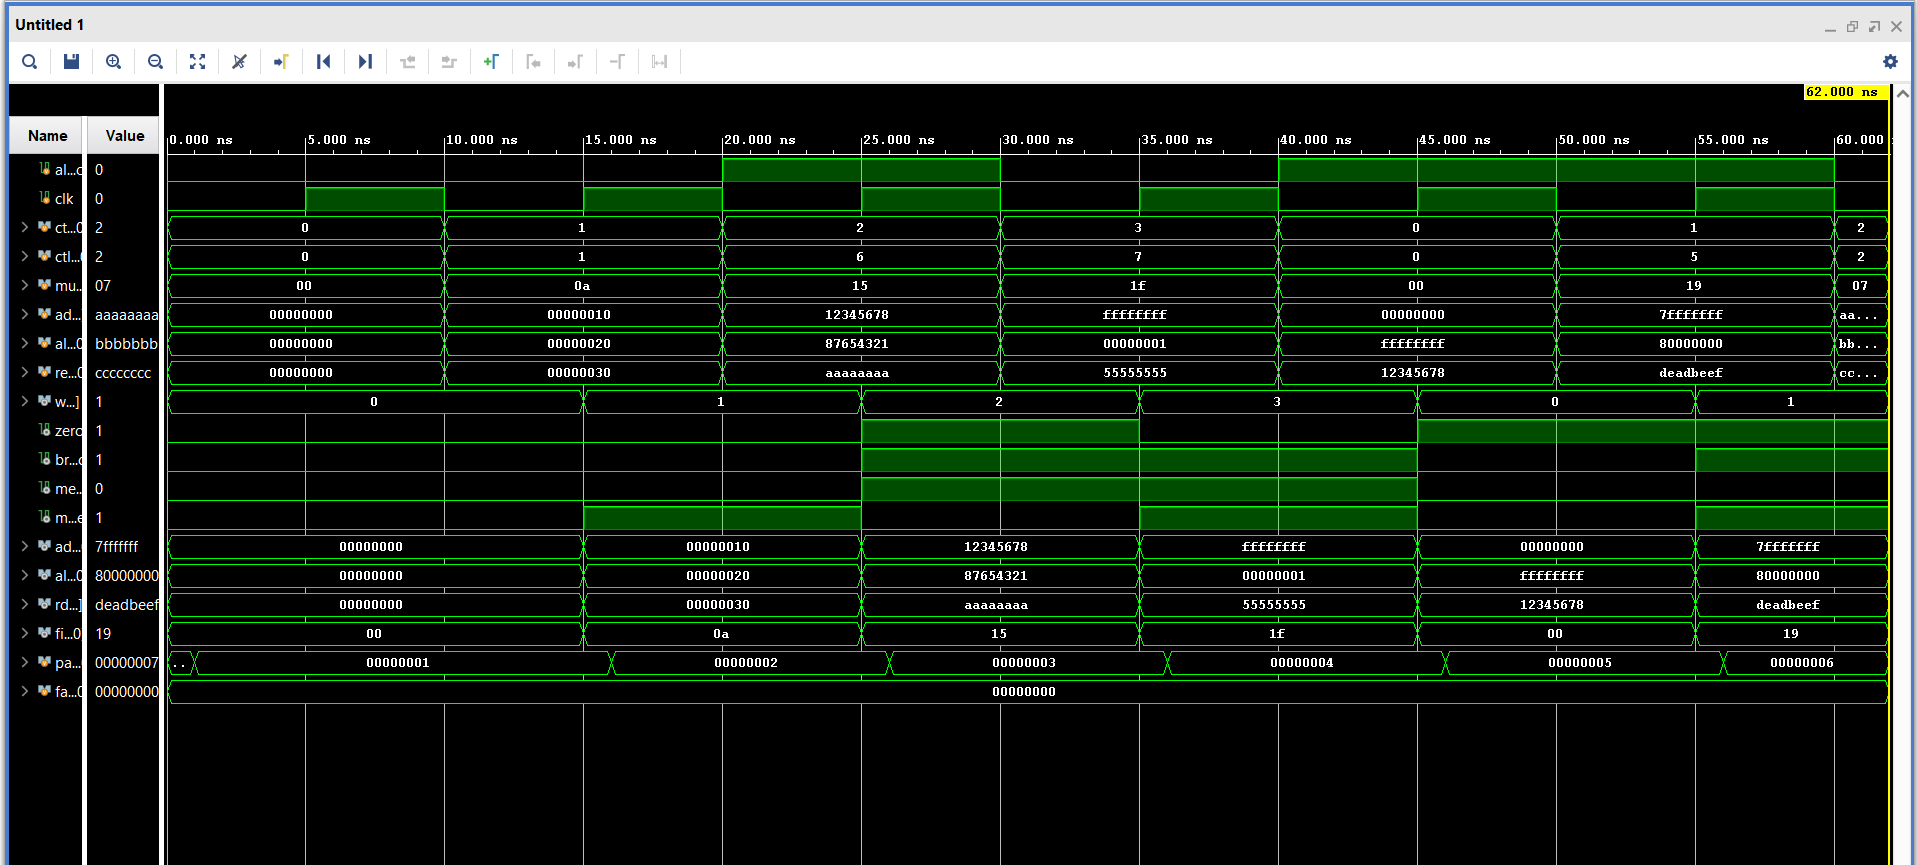 Untitled 1
62.000 ns
Name Value 0.000 ns 5.000 ns 10.000 ns 15.000 ns 20.000 ns 25.000 ns 30.000 ns 35.000 ns 40.000 ns 45.000 ns 50.000 ns 55.000 ns 60.000
al...c 0
clk 0
ct...0 2 0 1 2 3 0 1 2
ctl...0 2 0 1 6 7 0 5 2
mu... 07 00 0a 15 1f 00 19 07
ad... aaaaaaaa 00000000 00000010 12345678 ffffffff 00000000 7fffffff aa...
al...0 bbbbbbb 00000000 00000020 87654321 00000001 ffffffff 80000000 bb...
re...0 cccccccc 00000000 00000030 aaaaaaaa 55555555 12345678 deadbeef cc...
w...] 1 0 1 2 3 0 1
zero 1
br...c 1
me... 0
m...e 1
ad... 7fffffff 00000000 00000010 12345678 ffffffff 00000000 7fffffff
al...0 80000000 00000000 00000020 87654321 00000001 ffffffff 80000000
rd...] deadbeef 00000000 00000030 aaaaaaaa 55555555 12345678 deadbeef
fi...0 19 00 0a 15 1f 00 19
pa... 00000007 .. 00000001 00000002 00000003 00000004 00000005 00000006
fa...0 00000000 00000000